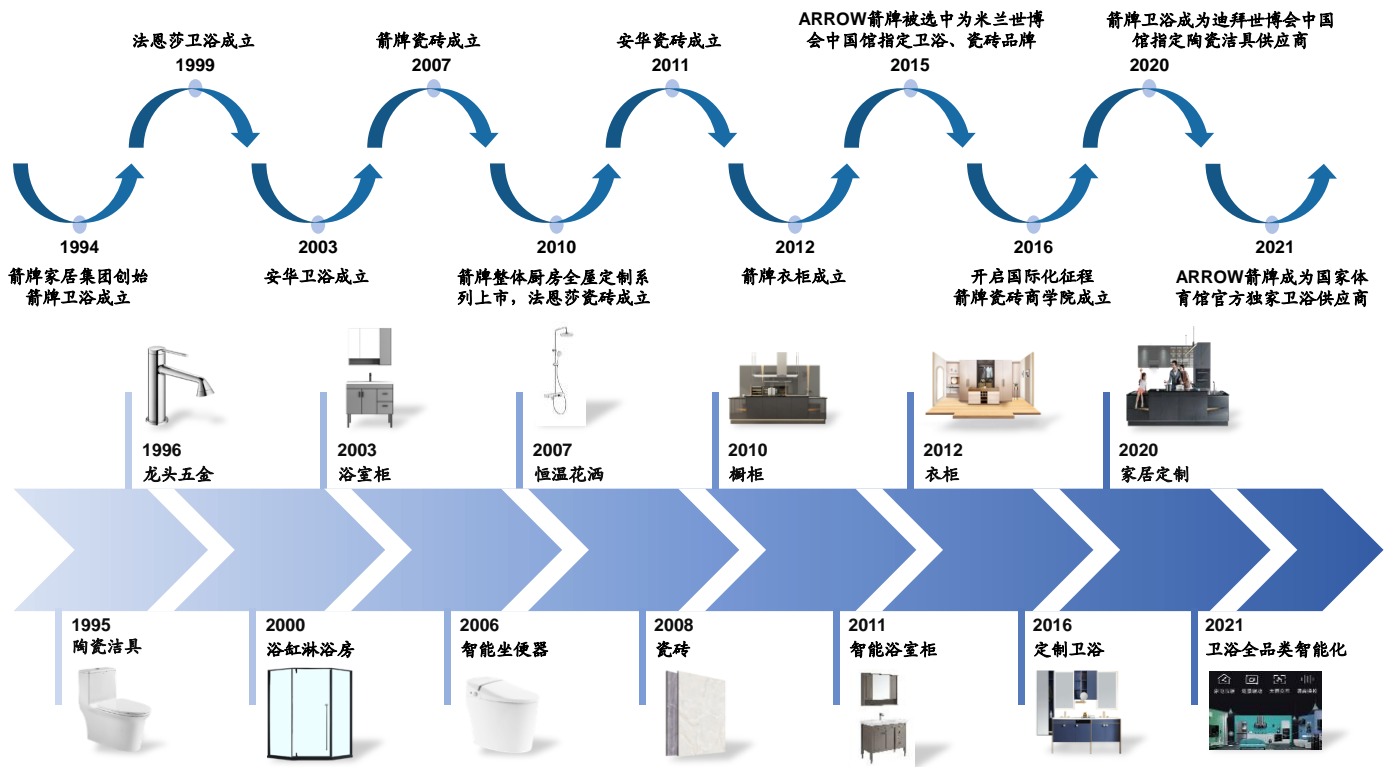 法恩莎卫浴成立
1999
箭牌瓷砖成立
2007
安华瓷砖成立
2011
ARROW箭牌被选中为米兰世博
会中国馆指定卫浴、瓷砖品牌
2015
箭牌卫浴成为迪拜世博会中国
馆指定陶瓷洁具供应商
2020
1994
箭牌家居集团创始
箭牌卫浴成立
2003
安华卫浴成立
2010
箭牌整体厨房全屋定制系
列上市，法恩莎瓷砖成立
2012
箭牌衣柜成立
2016
开启国际化征程
箭牌瓷砖商学院成立
2021
ARROW箭牌成为国家体
育馆官方独家卫浴供应商
1996
龙头五金
2003
浴室柜
2007
恒温花洒
2010
橱柜
2012
衣柜
2020
家居定制
1995
陶瓷洁具
2000
浴缸淋浴房
2006
智能坐便器
2008
瓷砖
2011
智能浴室柜
2016
定制卫浴
2021
卫浴全品类智能化